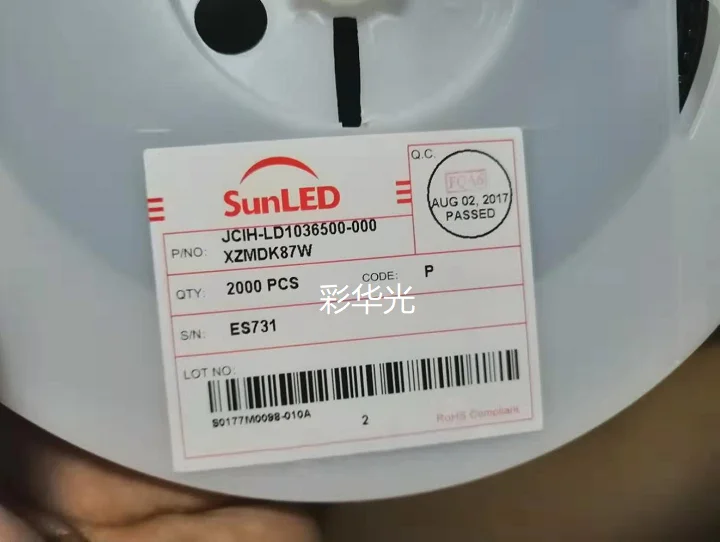 SunLED
Q.C.
FQA8
AUG 02, 2017
PASSED
P/NO:
JCIH-LD1036500-000
XZMDK87W
QTY: 2000 PCS CODE: P
彩华光
S/N: ES731
LOT NO:
S0177M0098-010A 2 RoHS Compliant